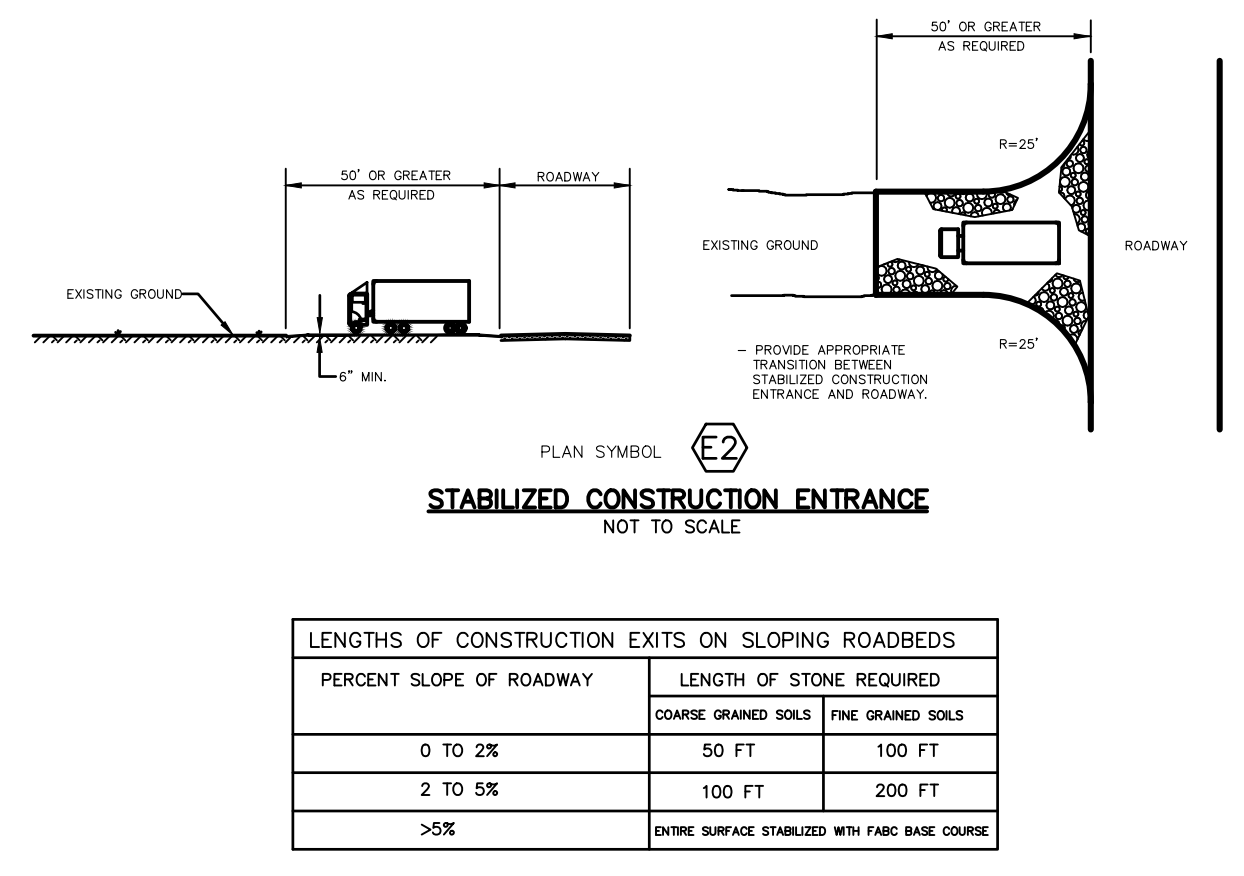 50' OR GREATER
AS REQUIRED
R=25'
50' OR GREATER
AS REQUIRED
ROADWAY
EXISTING GROUND
ROADWAY
EXISTING GROUND
6" MIN.
R=25'
– PROVIDE APPROPRIATE
TRANSITION BETWEEN
STABILIZED CONSTRUCTION
ENTRANCE AND ROADWAY.
PLAN SYMBOL E2
STABILIZED CONSTRUCTION ENTRANCE
NOT TO SCALE
LENGTHS OF CONSTRUCTION EXITS ON SLOPING ROADBEDS
PERCENT SLOPE OF ROADWAY LENGTH OF STONE REQUIRED
COARSE GRAINED SOILS FINE GRAINED SOILS
0 TO 2% 50 FT 100 FT
2 TO 5% 100 FT 200 FT
>5% ENTIRE SURFACE STABILIZED WITH FABC BASE COURSE